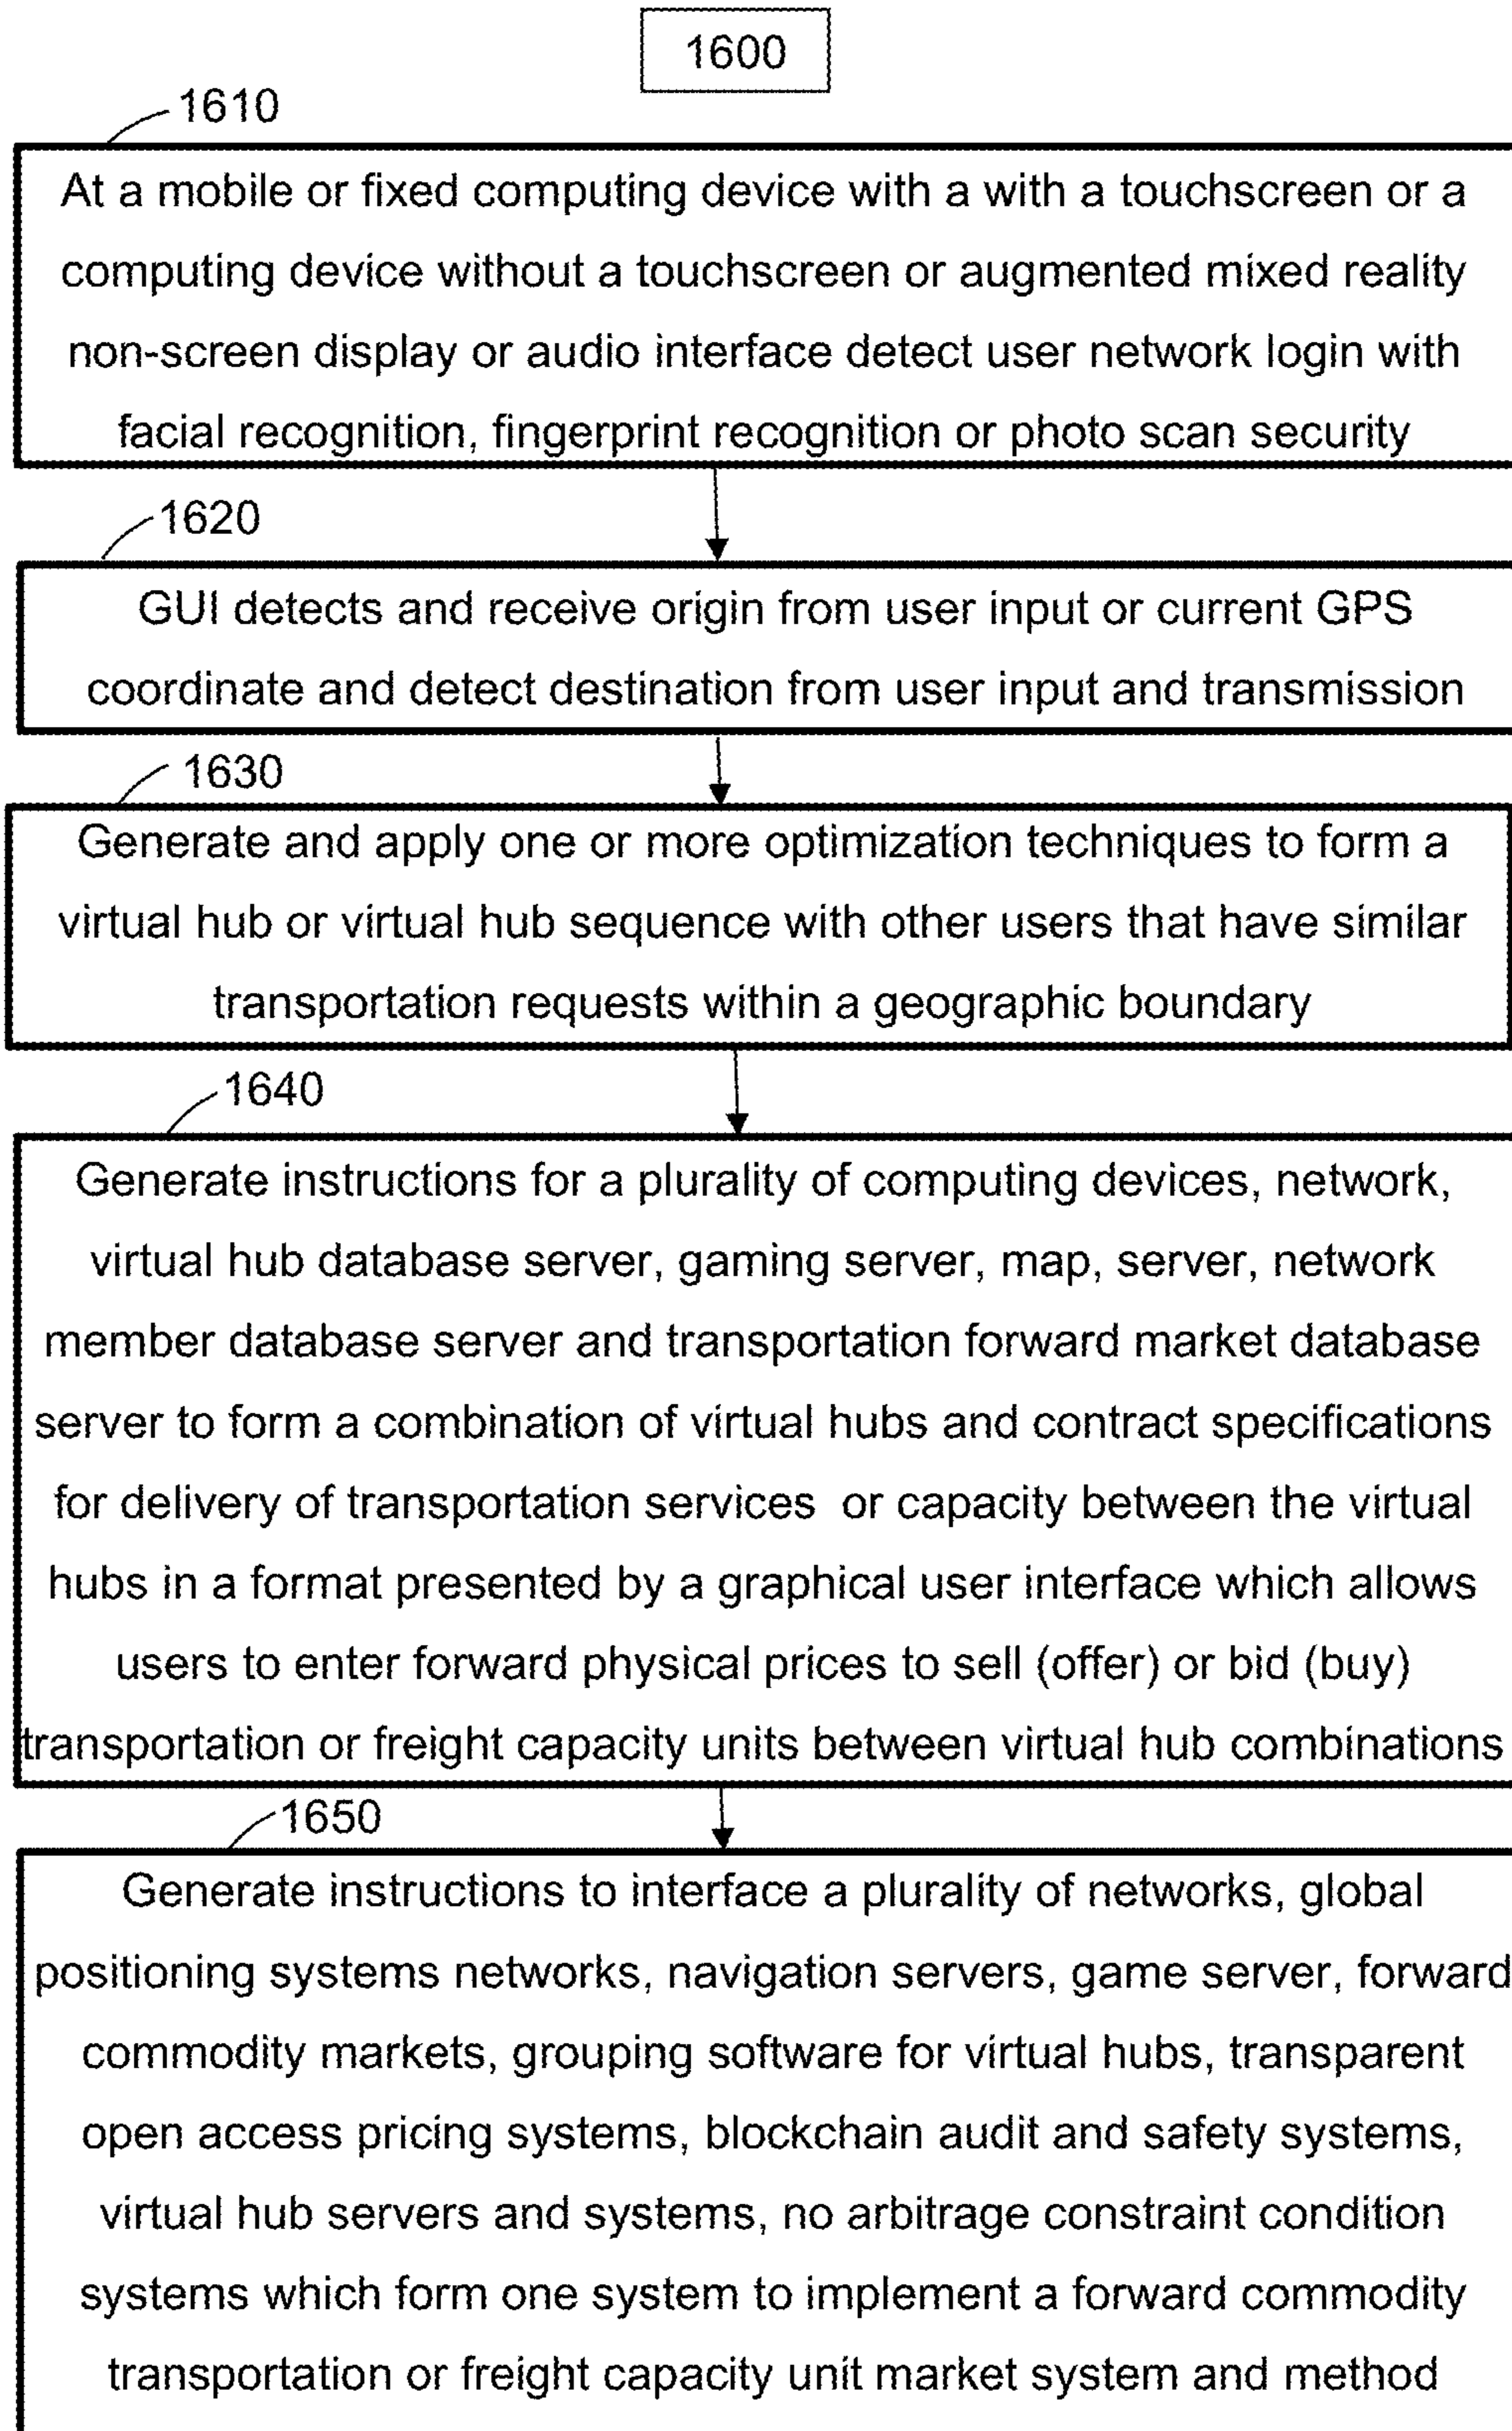 1600
1610
At a mobile or fixed computing device with a with a touchscreen or a
computing device without a touchscreen or augmented mixed reality
non-screen display or audio interface detect user network login with
facial recognition, fingerprint recognition or photo scan security
1620
GUI detects and receive origin from user input or current GPS
coordinate and detect destination from user input and transmission
1630
Generate and apply one or more optimization techniques to form a
virtual hub or virtual hub sequence with other users that have similar
transportation requests within a geographic boundary
1640
Generate instructions for a plurality of computing devices, network,
virtual hub database server, gaming server, map, server, network
member database server and transportation forward market database
server to form a combination of virtual hubs and contract specifications
for delivery of transportation services or capacity between the virtual
hubs in a format presented by a graphical user interface which allows
users to enter forward physical prices to sell (offer) or bid (buy)
transportation or freight capacity units between virtual hub combinations
1650
Generate instructions to interface a plurality of networks, global
positioning systems networks, navigation servers, game server, forward
commodity markets, grouping software for virtual hubs, transparent
open access pricing systems, blockchain audit and safety systems,
virtual hub servers and systems, no arbitrage constraint condition
systems which form one system to implement a forward commodity
transportation or freight capacity unit market system and method